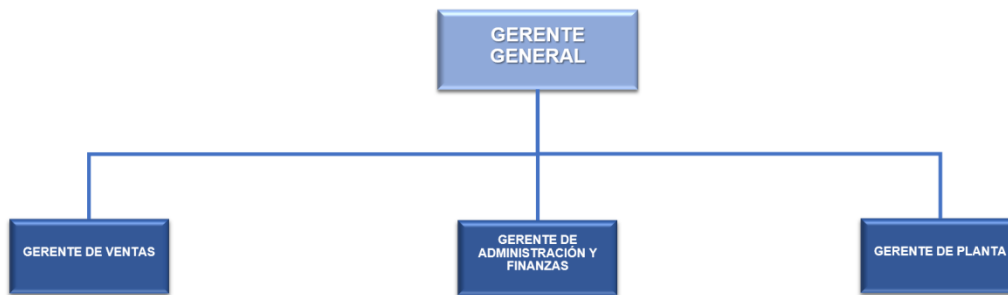 GERENTE
GENERAL
GERENTE DE VENTAS
GERENTE DE
ADMINISTRACIÓN Y
FINANZAS
GERENTE DE PLANTA